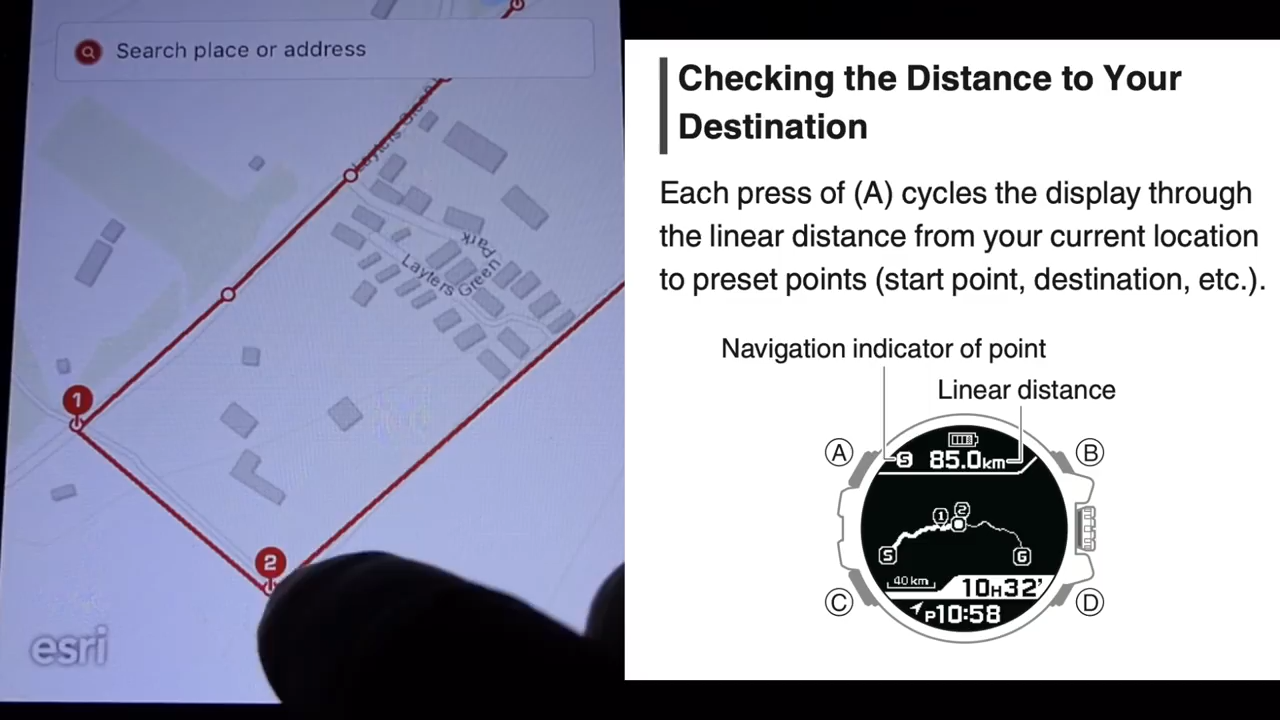 Search place or address
Layters Green
Layters Green
Park
1
2
esri
Checking the Distance to Your
Destination
Each press of (A) cycles the display through
the linear distance from your current location
to preset points (start point, destination, etc.).
Navigation indicator of point
Linear distance
A
B
S 85.0km
1 2
S G
40 km
10H32'
P10:58
C
D